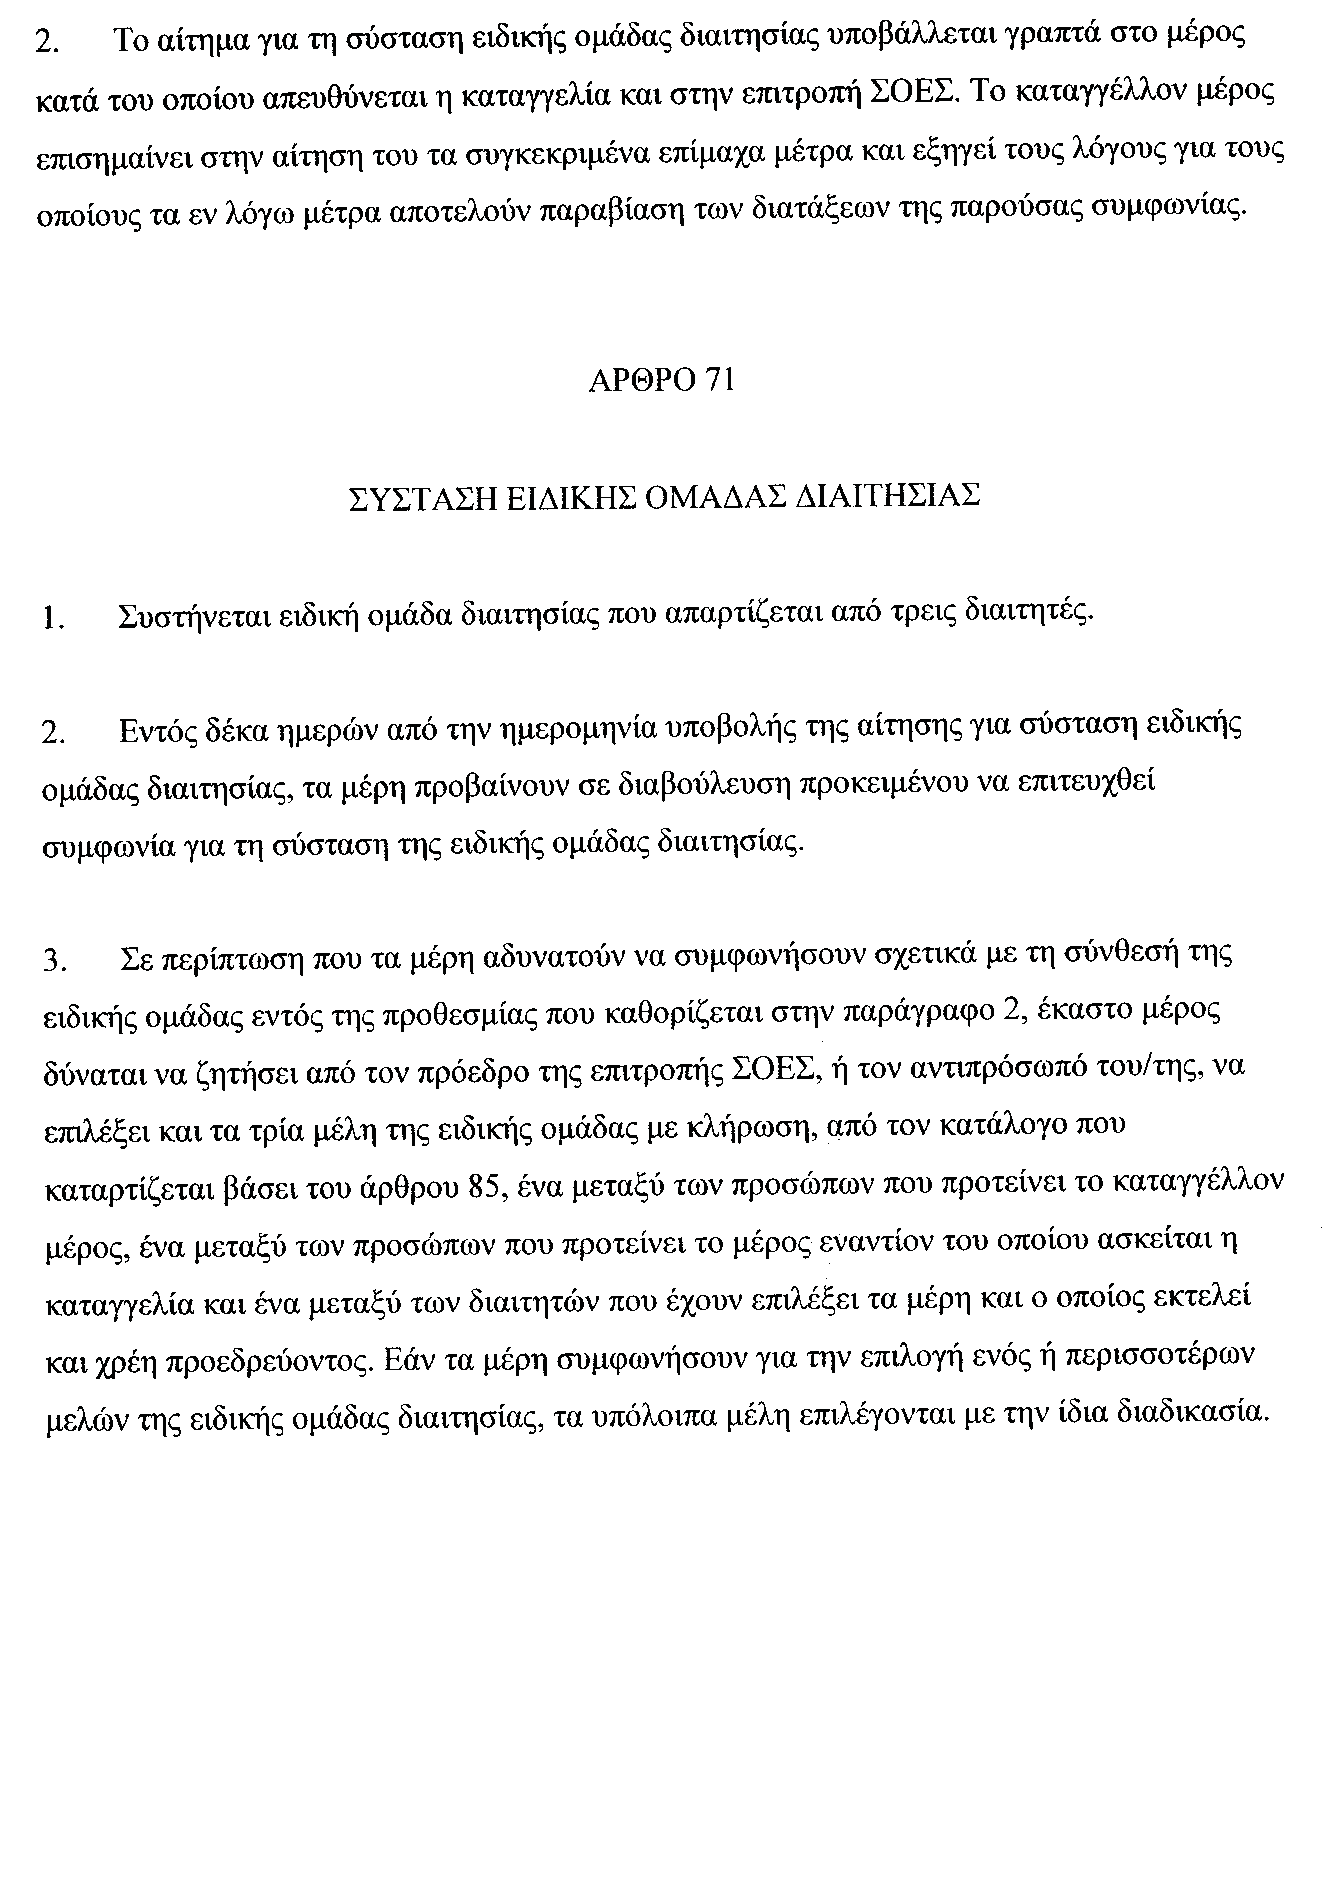 2. Το αίτημα για τη σύσταση ειδικής ομάδας διαιτησίας υποβάλλεται γραπτά στο μέρος
κατά του οποίου απευθύνεται η καταγγελία και στην επιτροπή ΣΟΕΣ. Το καταγγέλλον μέρος
επισημαίνει στην αίτηση του τα συγκεκριμένα επίμαχα μέτρα και εξηγεί τους λόγους για τους
οποίους τα εν λόγω μέτρα αποτελούν παραβίαση των διατάξεων της παρούσας συμφωνίας.
ΑΡΘΡΟ 71
ΣΥΣΤΑΣΗ ΕΙΔΙΚΗΣ ΟΜΑΔΑΣ ΔΙΑΙΤΗΣΙΑΣ
1. Συστήνεται ειδική ομάδα διαιτησίας που απαρτίζεται από τρεις διαιτητές.
2. Εντός δέκα ημερών από την ημερομηνία υποβολής της αίτησης για σύσταση ειδικής
ομάδας διαιτησίας, τα μέρη προβαίνουν σε διαβούλευση προκειμένου να επιτευχθεί
συμφωνία για τη σύσταση της ειδικής ομάδας διαιτησίας.
3. Σε περίπτωση που τα μέρη αδυνατούν να συμφωνήσουν σχετικά με τη σύνθεσή της
ειδικής ομάδας εντός της προθεσμίας που καθορίζεται στην παράγραφο 2, έκαστο μέρος
δύναται να ζητήσει από τον πρόεδρο της επιτροπής ΣΟΕΣ, ή τον αντιπρόσωπό του/της, να
επιλέξει και τα τρία μέλη της ειδικής ομάδας με κλήρωση, από τον κατάλογο που
καταρτίζεται βάσει του άρθρου 85, ένα μεταξύ των προσώπων που προτείνει το καταγγέλλον
μέρος, ένα μεταξύ των προσώπων που προτείνει το μέρος εναντίον του οποίου ασκείται η
καταγγελία και ένα μεταξύ των διαιτητών που έχουν επιλέξει τα μέρη και ο οποίος εκτελεί
και χρέη προεδρεύοντος. Εάν τα μέρη συμφωνήσουν για την επιλογή ενός ή περισσοτέρων
μελών της ειδικής ομάδας διαιτησίας, τα υπόλοιπα μέλη επιλέγονται με την ίδια διαδικασία.